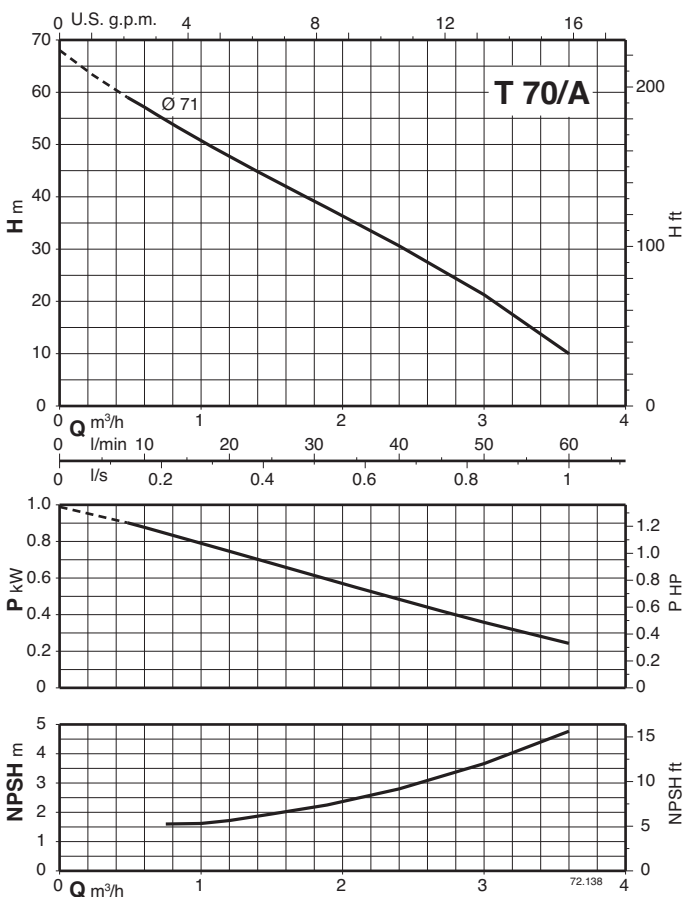 0 U.S. g.p.m. 4 8 12 16
70
60
50
40
30
20
10
0
H m
Ø 71
T 70/A
200
100
0
H ft
0 1 2 3 4
Q m³/h
0 l/min 10 20 30 40 50 60
0 l/s 0.2 0.4 0.6 0.8 1
1.0
0.8
0.6
0.4
0.2
0
P kW
1.2
1.0
0.8
0.6
0.4
0.2
0
P HP
5
4
3
2
1
0
NPSH m
15
10
5
0
NPSH ft
72.138
0 1 2 3 4
Q m³/h